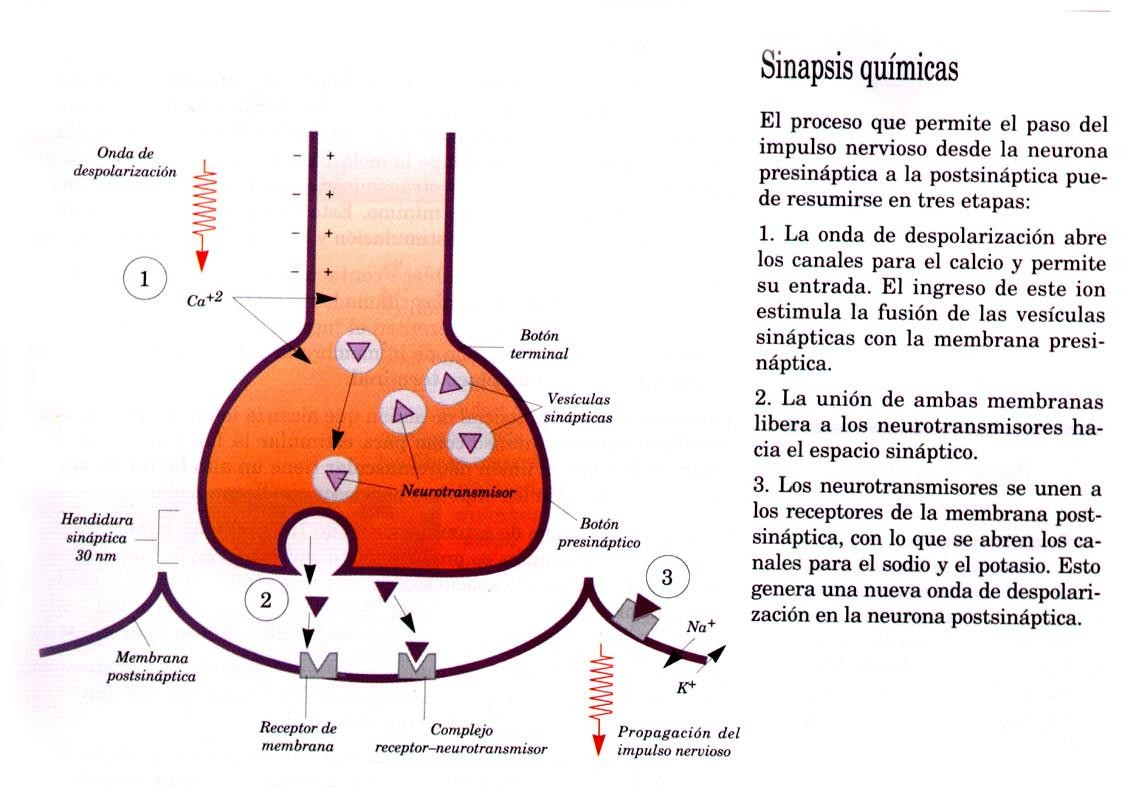 Sinapsis químicas
El proceso que permite el paso del
impulso nervioso desde la neurona
presináptica a la postsináptica pue-
de resumirse en tres etapas:
1. La onda de despolarización abre
los canales para el calcio y permite
su entrada. El ingreso de este ion
estimula la fusión de las vesículas
sinápticas con la membrana presi-
náptica.
2. La unión de ambas membranas
libera a los neurotransmisores ha-
cia el espacio sináptico.
3. Los neurotransmisores se unen a
los receptores de la membrana post-
sináptica, con lo que se abren los ca-
nales para el sodio y el potasio. Esto
genera una nueva onda de despolari-
zación en la neurona postsináptica.
Onda de
despolarización
− +
− +
− +
− +
1
Ca+2
Botón
terminal
Vesículas
sinápticas
Neurotransmisor
Hendidura
sináptica
30 nm
Botón
presináptico
2
3
Na+
K+
Membrana
postsináptica
Receptor de
membrana
Complejo
receptor–neurotransmisor
Propagación del
impulso nervioso